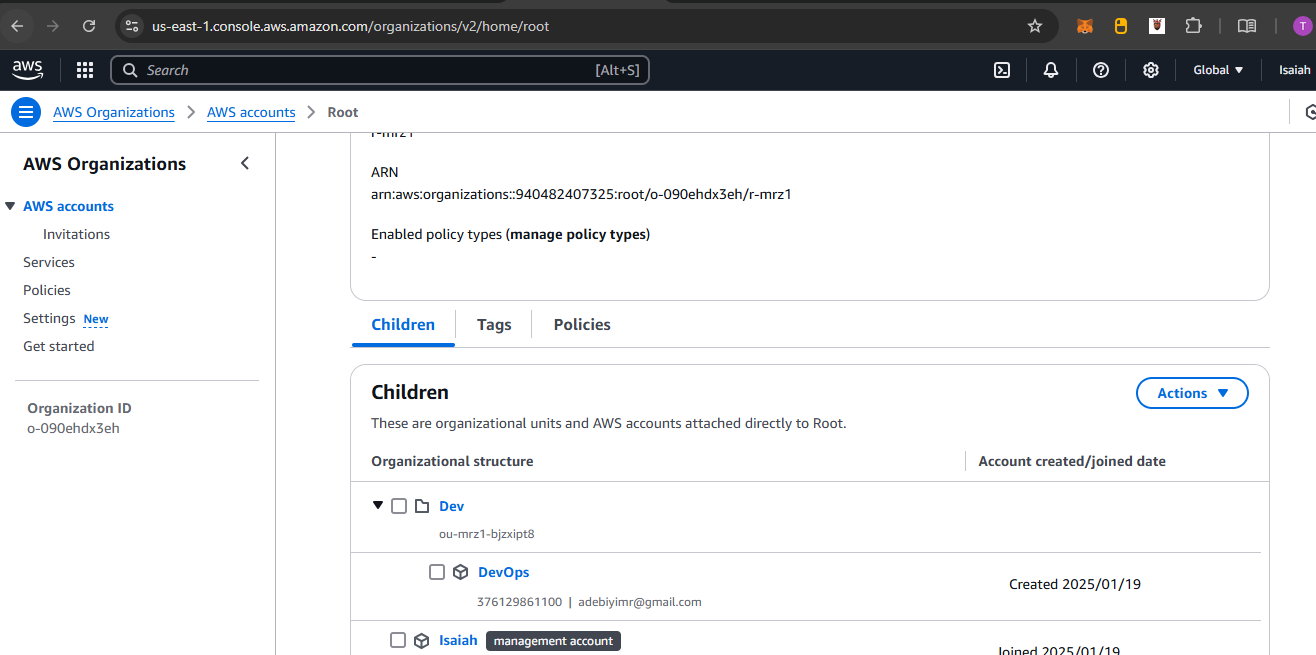 us-east-1.console.aws.amazon.com/organizations/v2/home/root
T
aws
Search
[Alt+S]
Global
Isaiah
AWS Organizations
AWS accounts
Root
AWS Organizations
AWS accounts
Invitations
Services
Policies
Settings New
Get started
Organization ID
o-090ehdx3eh
r-mrz1
ARN
arn:aws:organizations::940482407325:root/o-090ehdx3eh/r-mrz1
Enabled policy types (manage policy types)
-
Children
Tags
Policies
Children
Actions
These are organizational units and AWS accounts attached directly to Root.
Organizational structure
Account created/joined date
Dev
ou-mrz1-bjzxipt8
DevOps
376129861100 | adebiyimr@gmail.com
Created 2025/01/19
Isaiah management account
Joined 2025/01/19